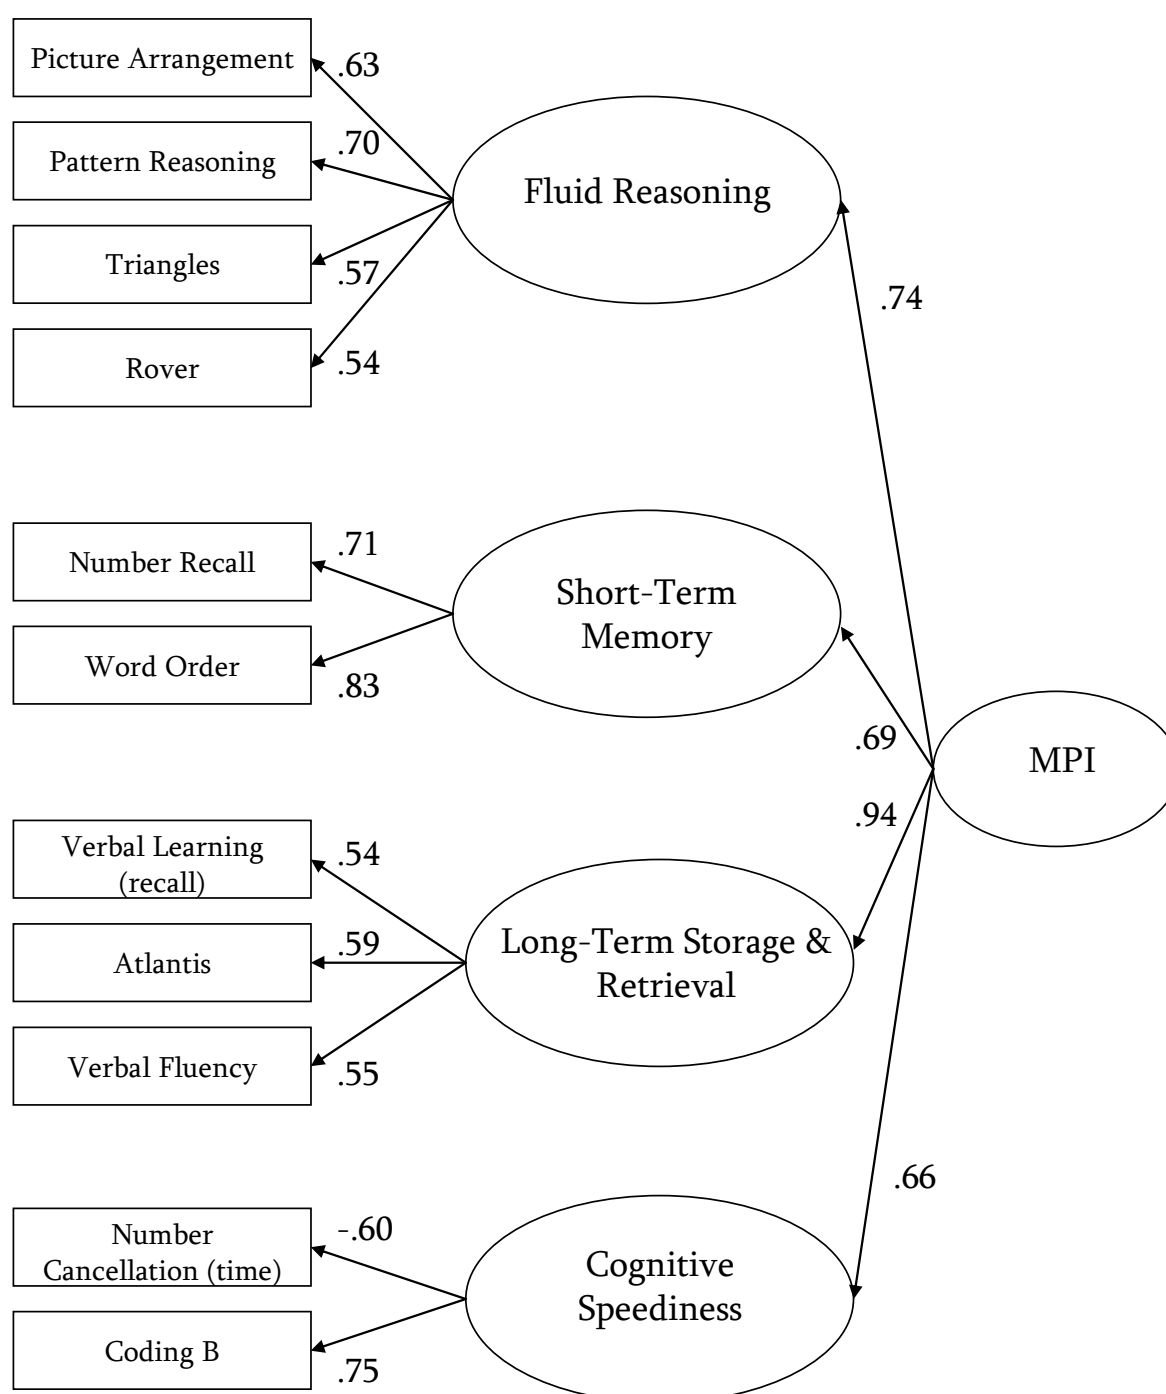 Picture Arrangement
.63
Pattern Reasoning
.70
Triangles
.57
Rover
.54
Fluid Reasoning
.74
Number Recall
.71
Word Order
.83
Short-Term
Memory
.69
MPI
.94
Verbal Learning
(recall)
.54
Atlantis
.59
Verbal Fluency
.55
Long-Term Storage &
Retrieval
.66
Number
Cancellation (time)
-.60
Coding B
.75
Cognitive
Speediness